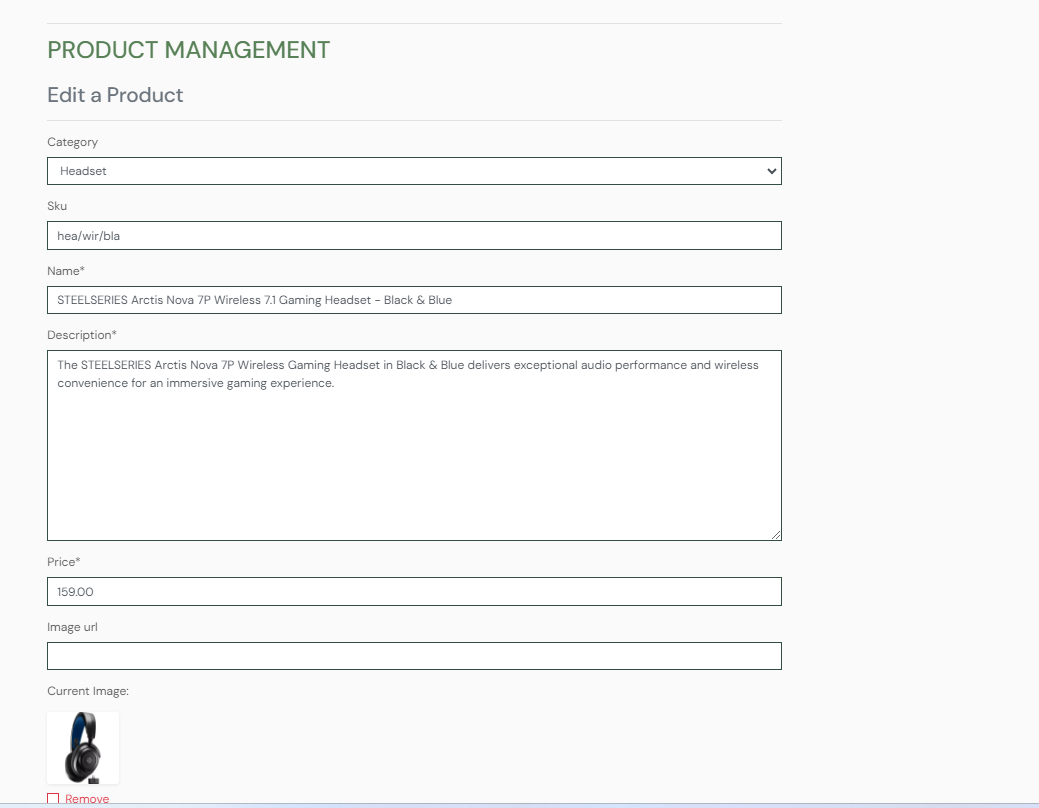 PRODUCT MANAGEMENT
Edit a Product
Category
Headset
Sku
hea/wir/bla
Name*
STEELSERIES Arctis Nova 7P Wireless 7.1 Gaming Headset - Black & Blue
Description*
The STEELSERIES Arctis Nova 7P Wireless Gaming Headset in Black & Blue delivers exceptional audio performance and wireless
convenience for an immersive gaming experience.
Price*
159.00
Image url
Current Image:
Remove